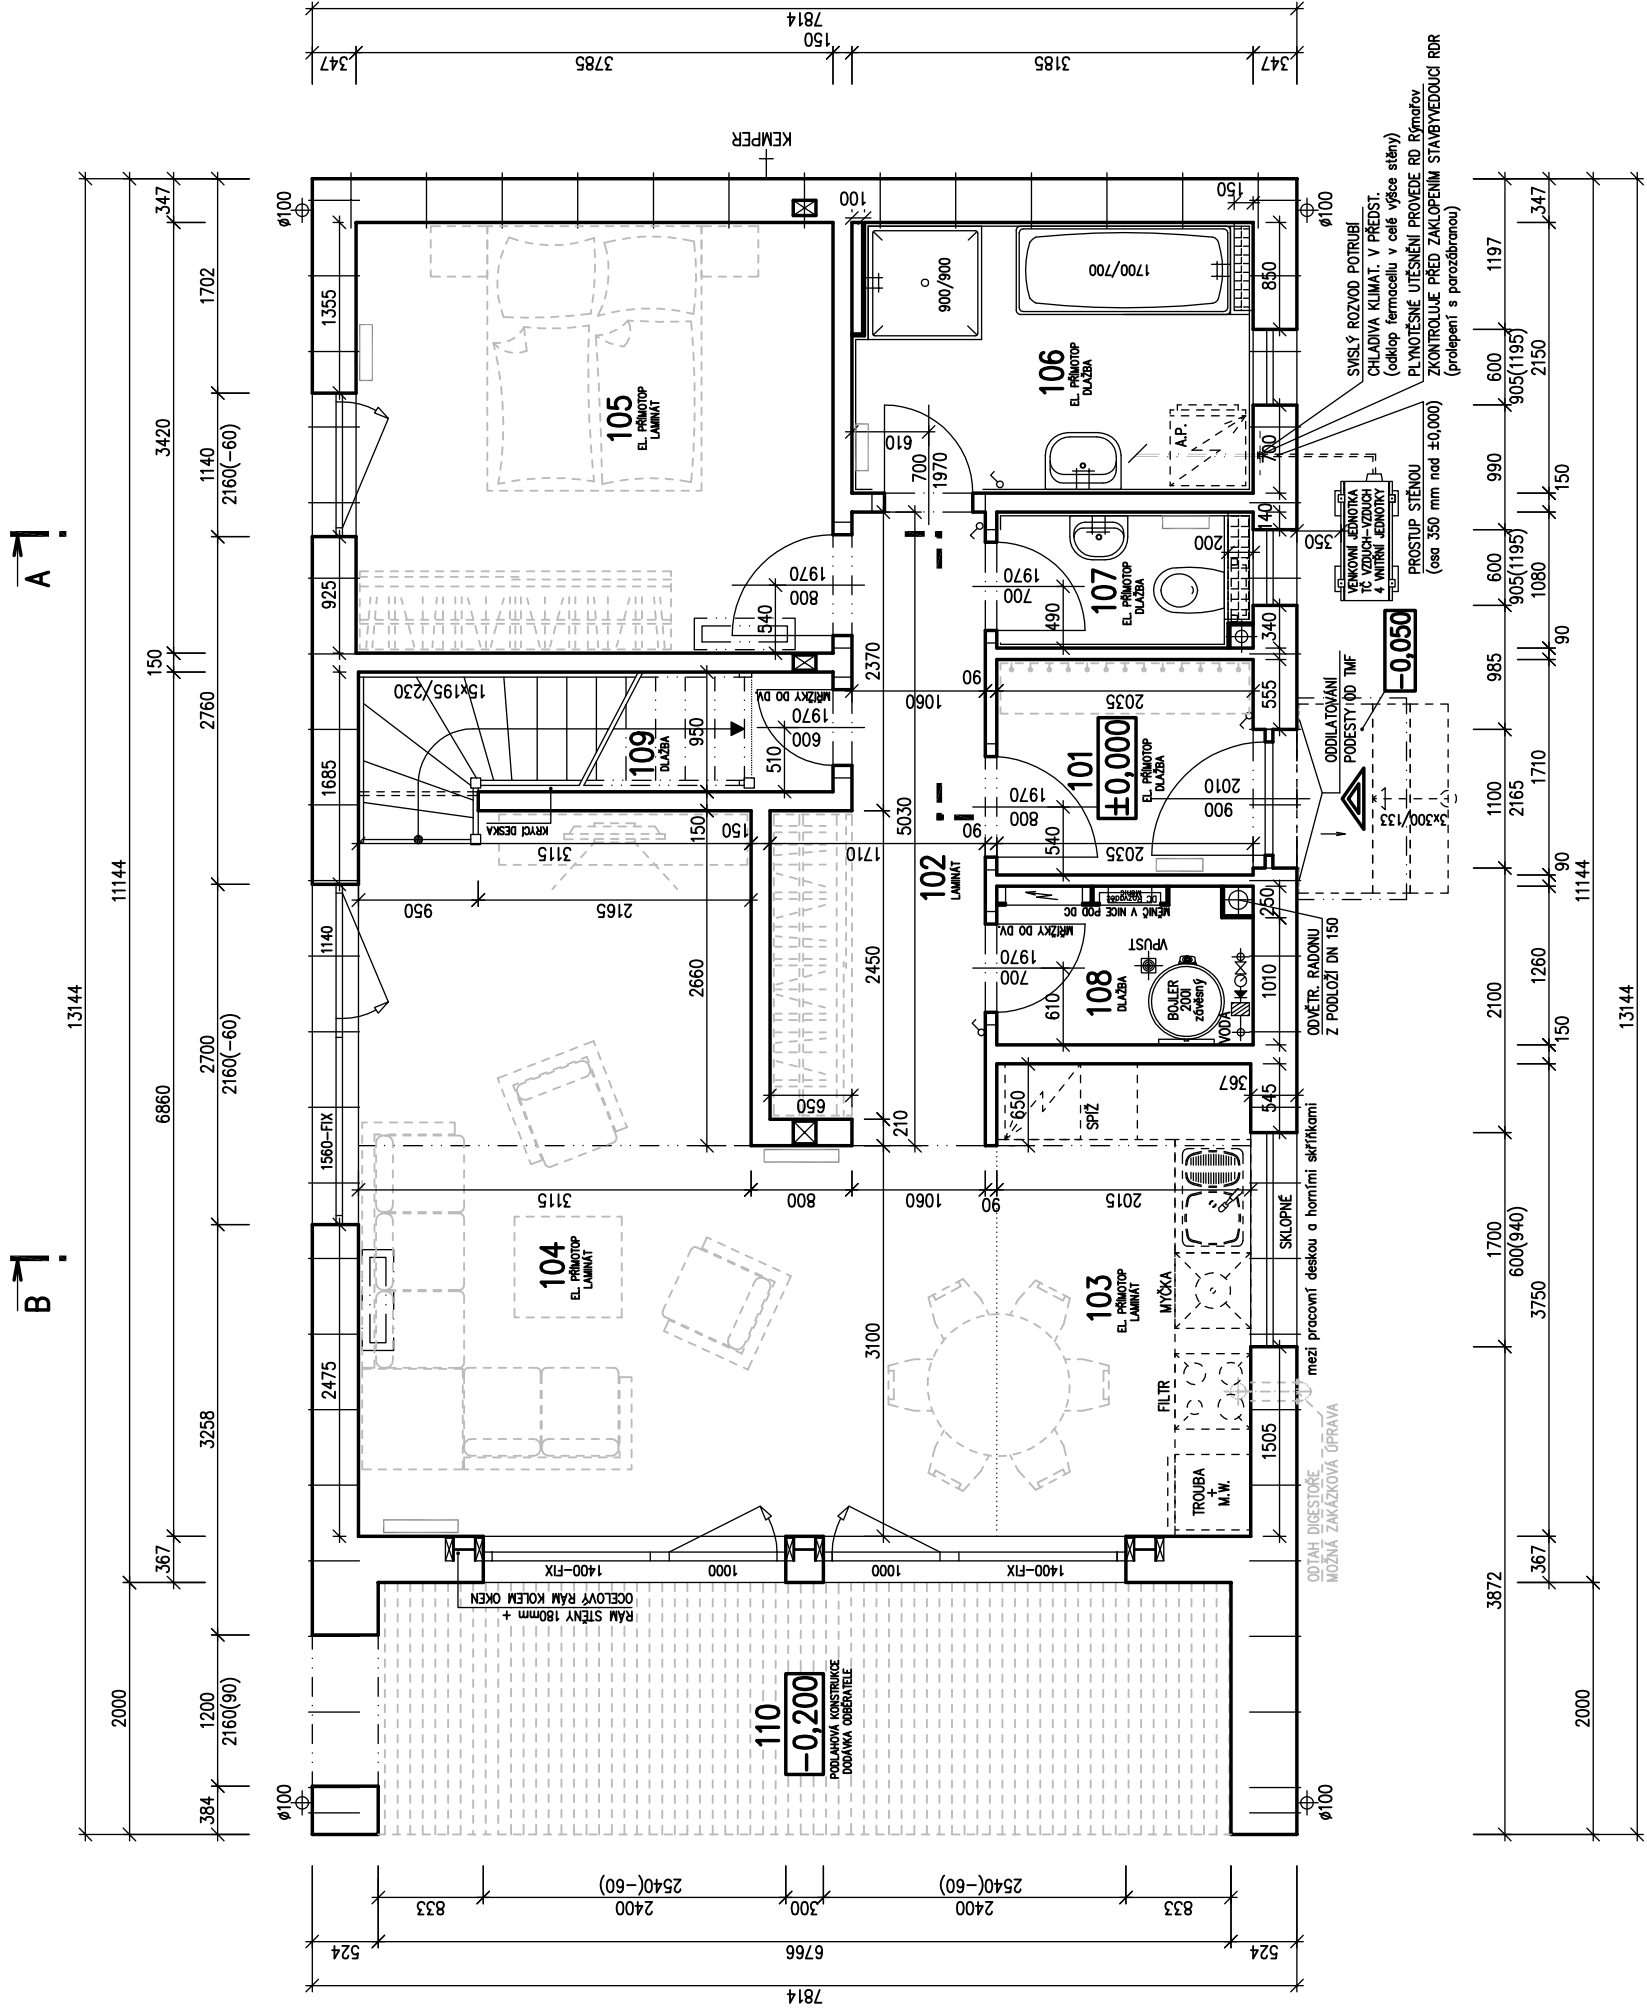 A
B
13144
11144
2000
347
3420
150
6860
367
1702
1140
2160(-60)
2760
2700
2160(-60)
3258
1200
2160(90)
384
7814
347
3785
150
3185
347
KEMPER
ø100
ø100
ø100
ø100
1355
925
1685
1140
1560-FIX
2475
105
EL. PŘÍMOTOP
LAMINÁT
800
1970
540
100
900/900
1700/700
150
850
106
EL. PŘÍMOTOP
DLAŽBA
A.P.
610
700
1970
700
140
107
EL. PŘÍMOTOP
DLAŽBA
700
1970
490
200
340
350
15x195/230
109
DLAŽBA
950
MŘÍŽKY DO DV.
600
1970
510
KRYCÍ DESKA
150
150
3115
1710
2035
90
950
2165
2370
5030
1060
90
2035
555
101
±0,000
EL. PŘÍMOTOP
DLAŽBA
800
1970
540
900
2010
102
LAMINÁT
2660
2450
650
210
108
DLAŽBA
MŘÍŽKY DO DV.
MĚNIČ V NICE POD DC
VPUST
BOJLER
200l
závěsný
VODA
700
1970
610
250
1010
650
SPÍŽ
367
545
3115
800
1060
90
2015
104
EL. PŘÍMOTOP
LAMINÁT
3100
103
EL. PŘÍMOTOP
LAMINÁT
MYČKA
FILTR
TROUBA
+
M.W.
1505
SKLOPNÉ
mezi pracovní deskou a horními skříňkami
ODTAH DIGESTOŘE
MOŽNÁ ZAKÁZKOVÁ ÚPRAVA
1400-FIX
1000
1000
1400-FIX
RÁM STĚNY 180mm +
OCELOVÝ RÁM KOLEM OKEN
110
-0,200
PODLAHOVÁ KONSTRUKCE
DODÁVKA ODBĚRATELE
SVISLÝ ROZVOD POTRUBÍ
CHLADIVA KLIMAT. V PŘEDST.
(odklop fermacellu v celé výšce stěny)
PLYNOTĚSNÉ UTĚSNĚNÍ PROVEDE RD Rýmařov
ZKONTROLUJE PŘED ZAKLOPENÍM STAVBYVEDOUCÍ RDR
(prolepení s parozábranou)
PROSTUP STĚNOU
(osa 350 mm nad ±0,000)
VENKOVNÍ JEDNOTKA
TČ VZDUCH-VZDUCH
4 VNITŘNÍ JEDNOTKY
-0,050
ODDILATOVÁNÍ
PODESTY OD TMF
3x300/133
ODVĚTR. RADONU
Z PODLOŽÍ DN 150
1197
600
905(1195)
990
600
905(1195)
985
1100
2165
2100
1700
600(940)
3872
347
2150
150
1080
90
1710
90
1260
150
3750
367
11144
2000
13144
833
2400
2540(-60)
300
2400
2540(-60)
833
524
6766
524
7814